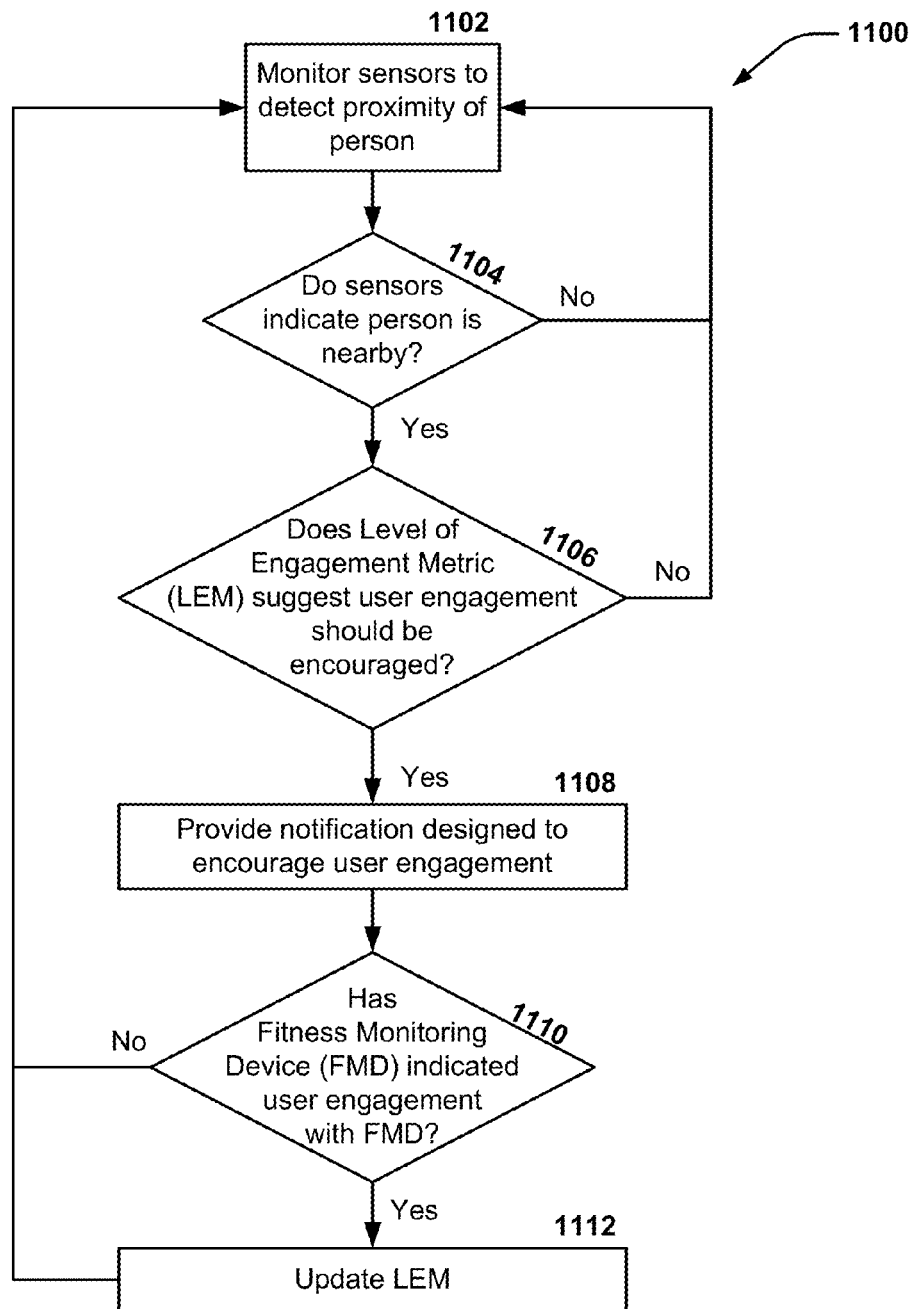 1102
1100
Monitor sensors to
detect proximity of
person
1104
Do sensors
indicate person is
nearby?
No
Yes
1106
Does Level of
Engagement Metric
(LEM) suggest user engagement
should be
encouraged?
No
Yes
1108
Provide notification designed to
encourage user engagement
1110
Has
Fitness Monitoring
Device (FMD) indicated
user engagement
with FMD?
No
Yes
1112
Update LEM